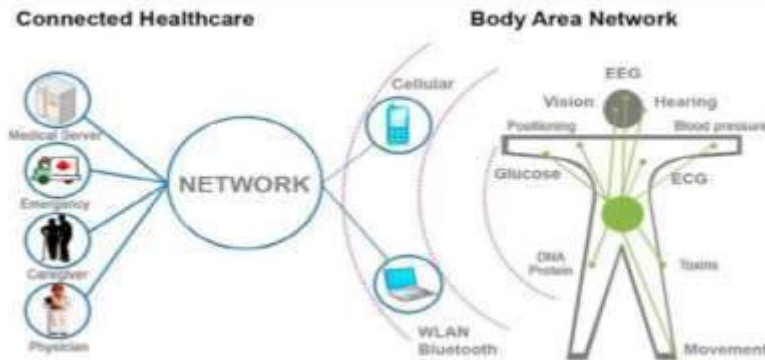 Connected Healthcare
Body Area Network
Medical Server
Emergency
Caregiver
Physician
NETWORK
Cellular
WLAN
Bluetooth
EEG
Vision
Hearing
Positioning
Blood pressure
Glucose
ECG
DNA
Protein
Toxins
Movement